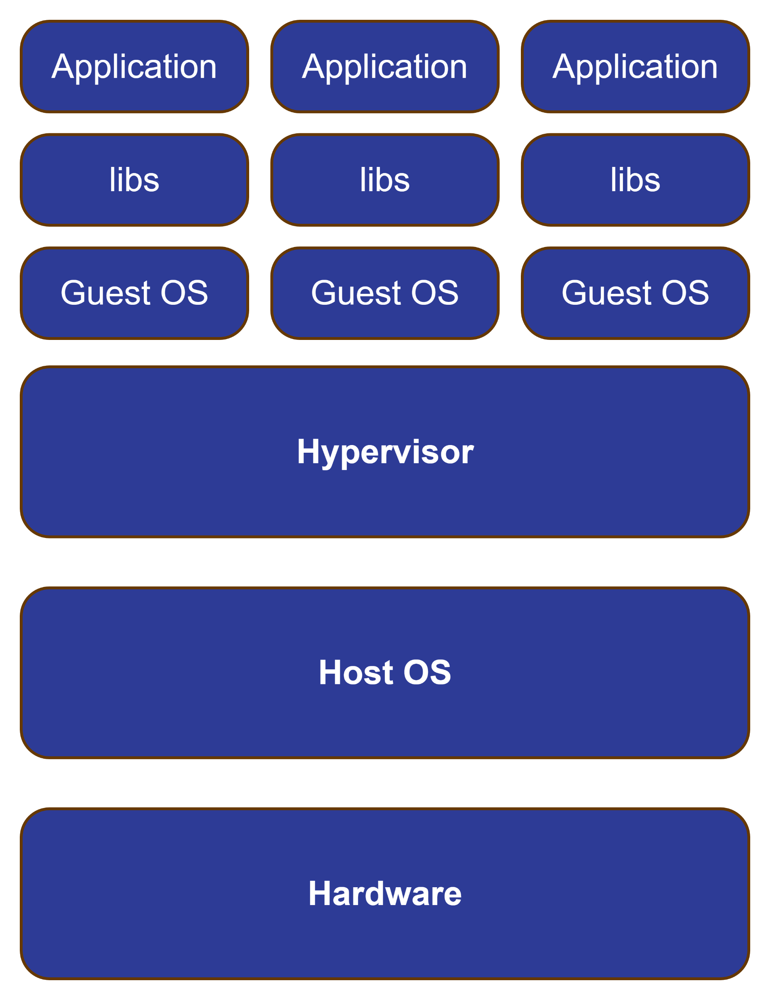 Application
Application
Application
libs
libs
libs
Guest OS
Guest OS
Guest OS
Hypervisor
Host OS
Hardware